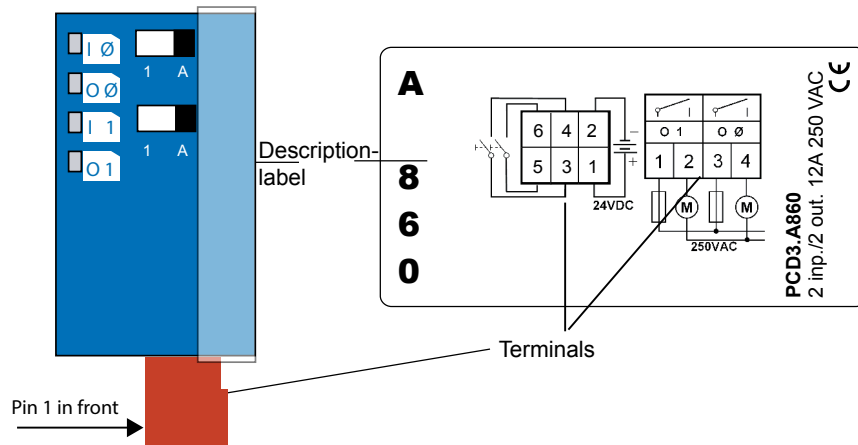 I Ø
O Ø
I 1
O 1
1 A
1 A
Description-
label
A
8
6
0
6 4 2
5 3 1
–
+
24VDC
O 1 O Ø
1 2 3 4
M M
250VAC
PCD3.A860
2 inp./2 out. 12A 250 VAC
CE
Terminals
Pin 1 in front